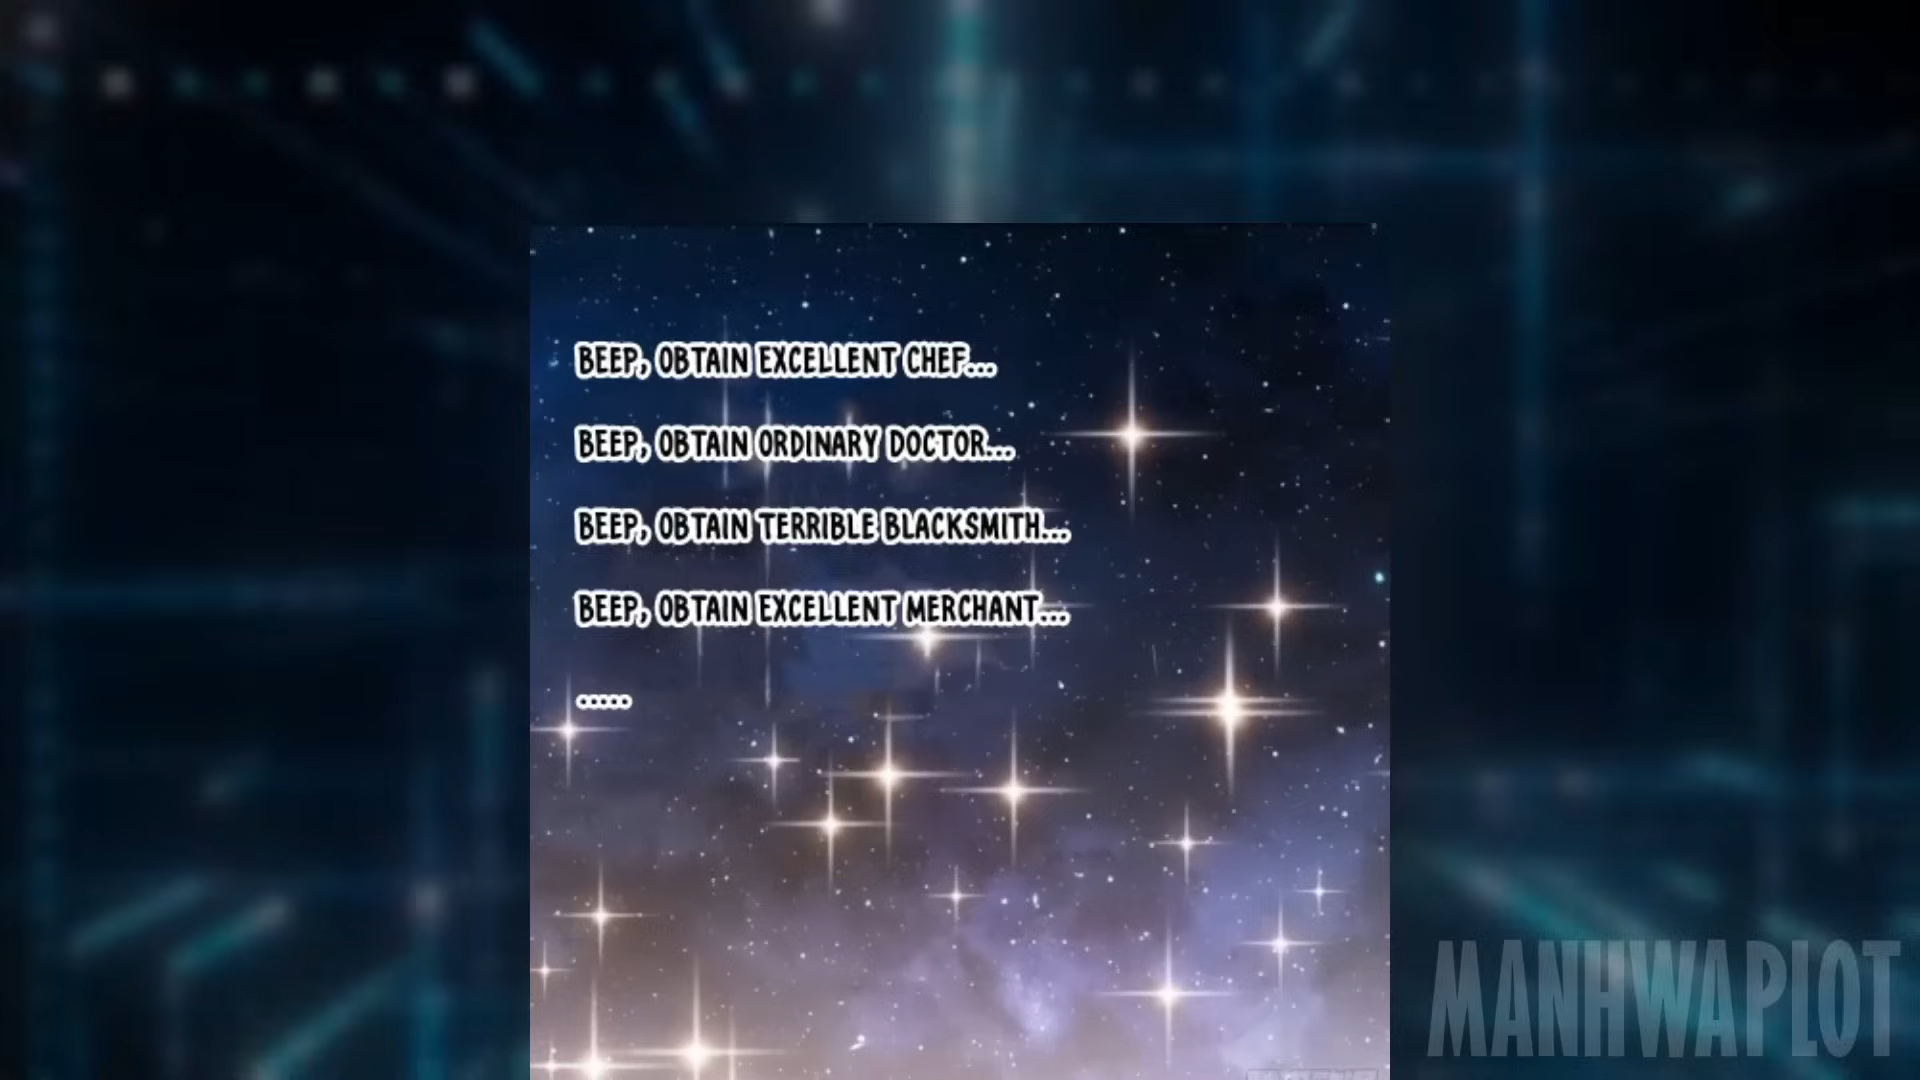 BEEP, OBTAIN EXCELLENT CHEF...
BEEP, OBTAIN ORDINARY DOCTOR...
BEEP, OBTAIN TERRIBLE BLACKSMITH...
BEEP, OBTAIN EXCELLENT MERCHANT...
.....
MANHWAPLOT